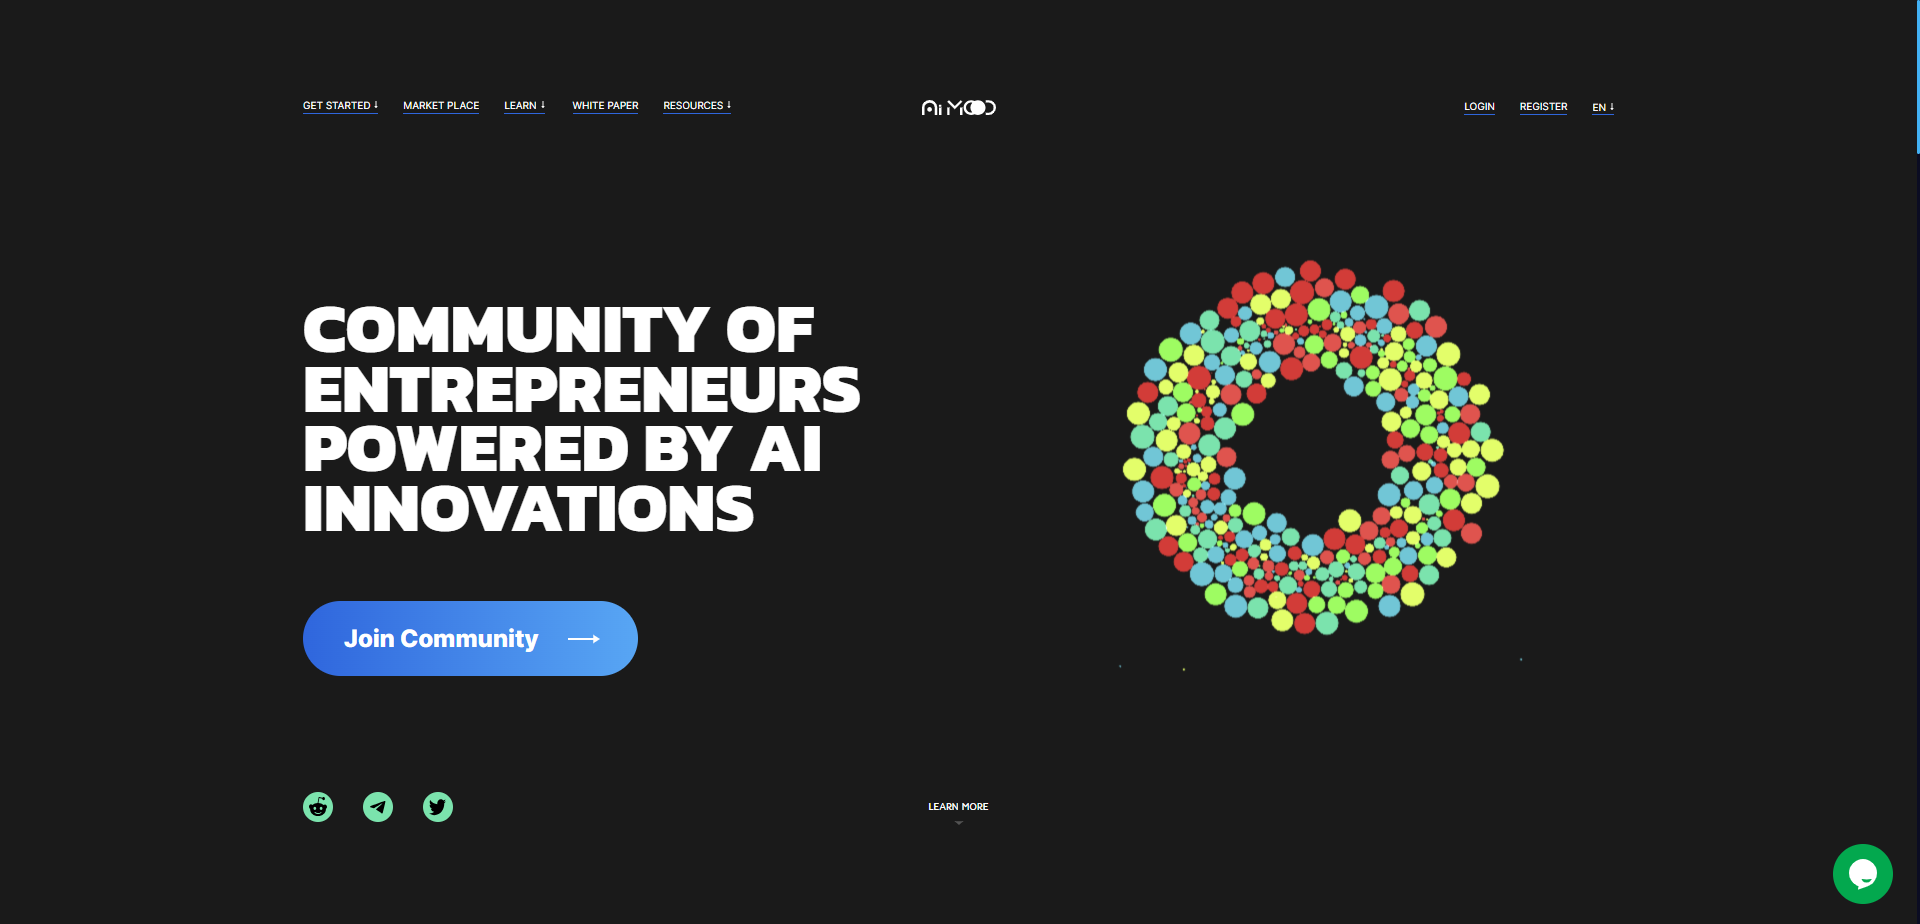 GET STARTED
MARKET PLACE
LEARN
WHITE PAPER
RESOURCES
Ai MOOD
LOGIN
REGISTER
EN
COMMUNITY OF
ENTREPRENEURS
POWERED BY AI
INNOVATIONS
Join Community
LEARN MORE